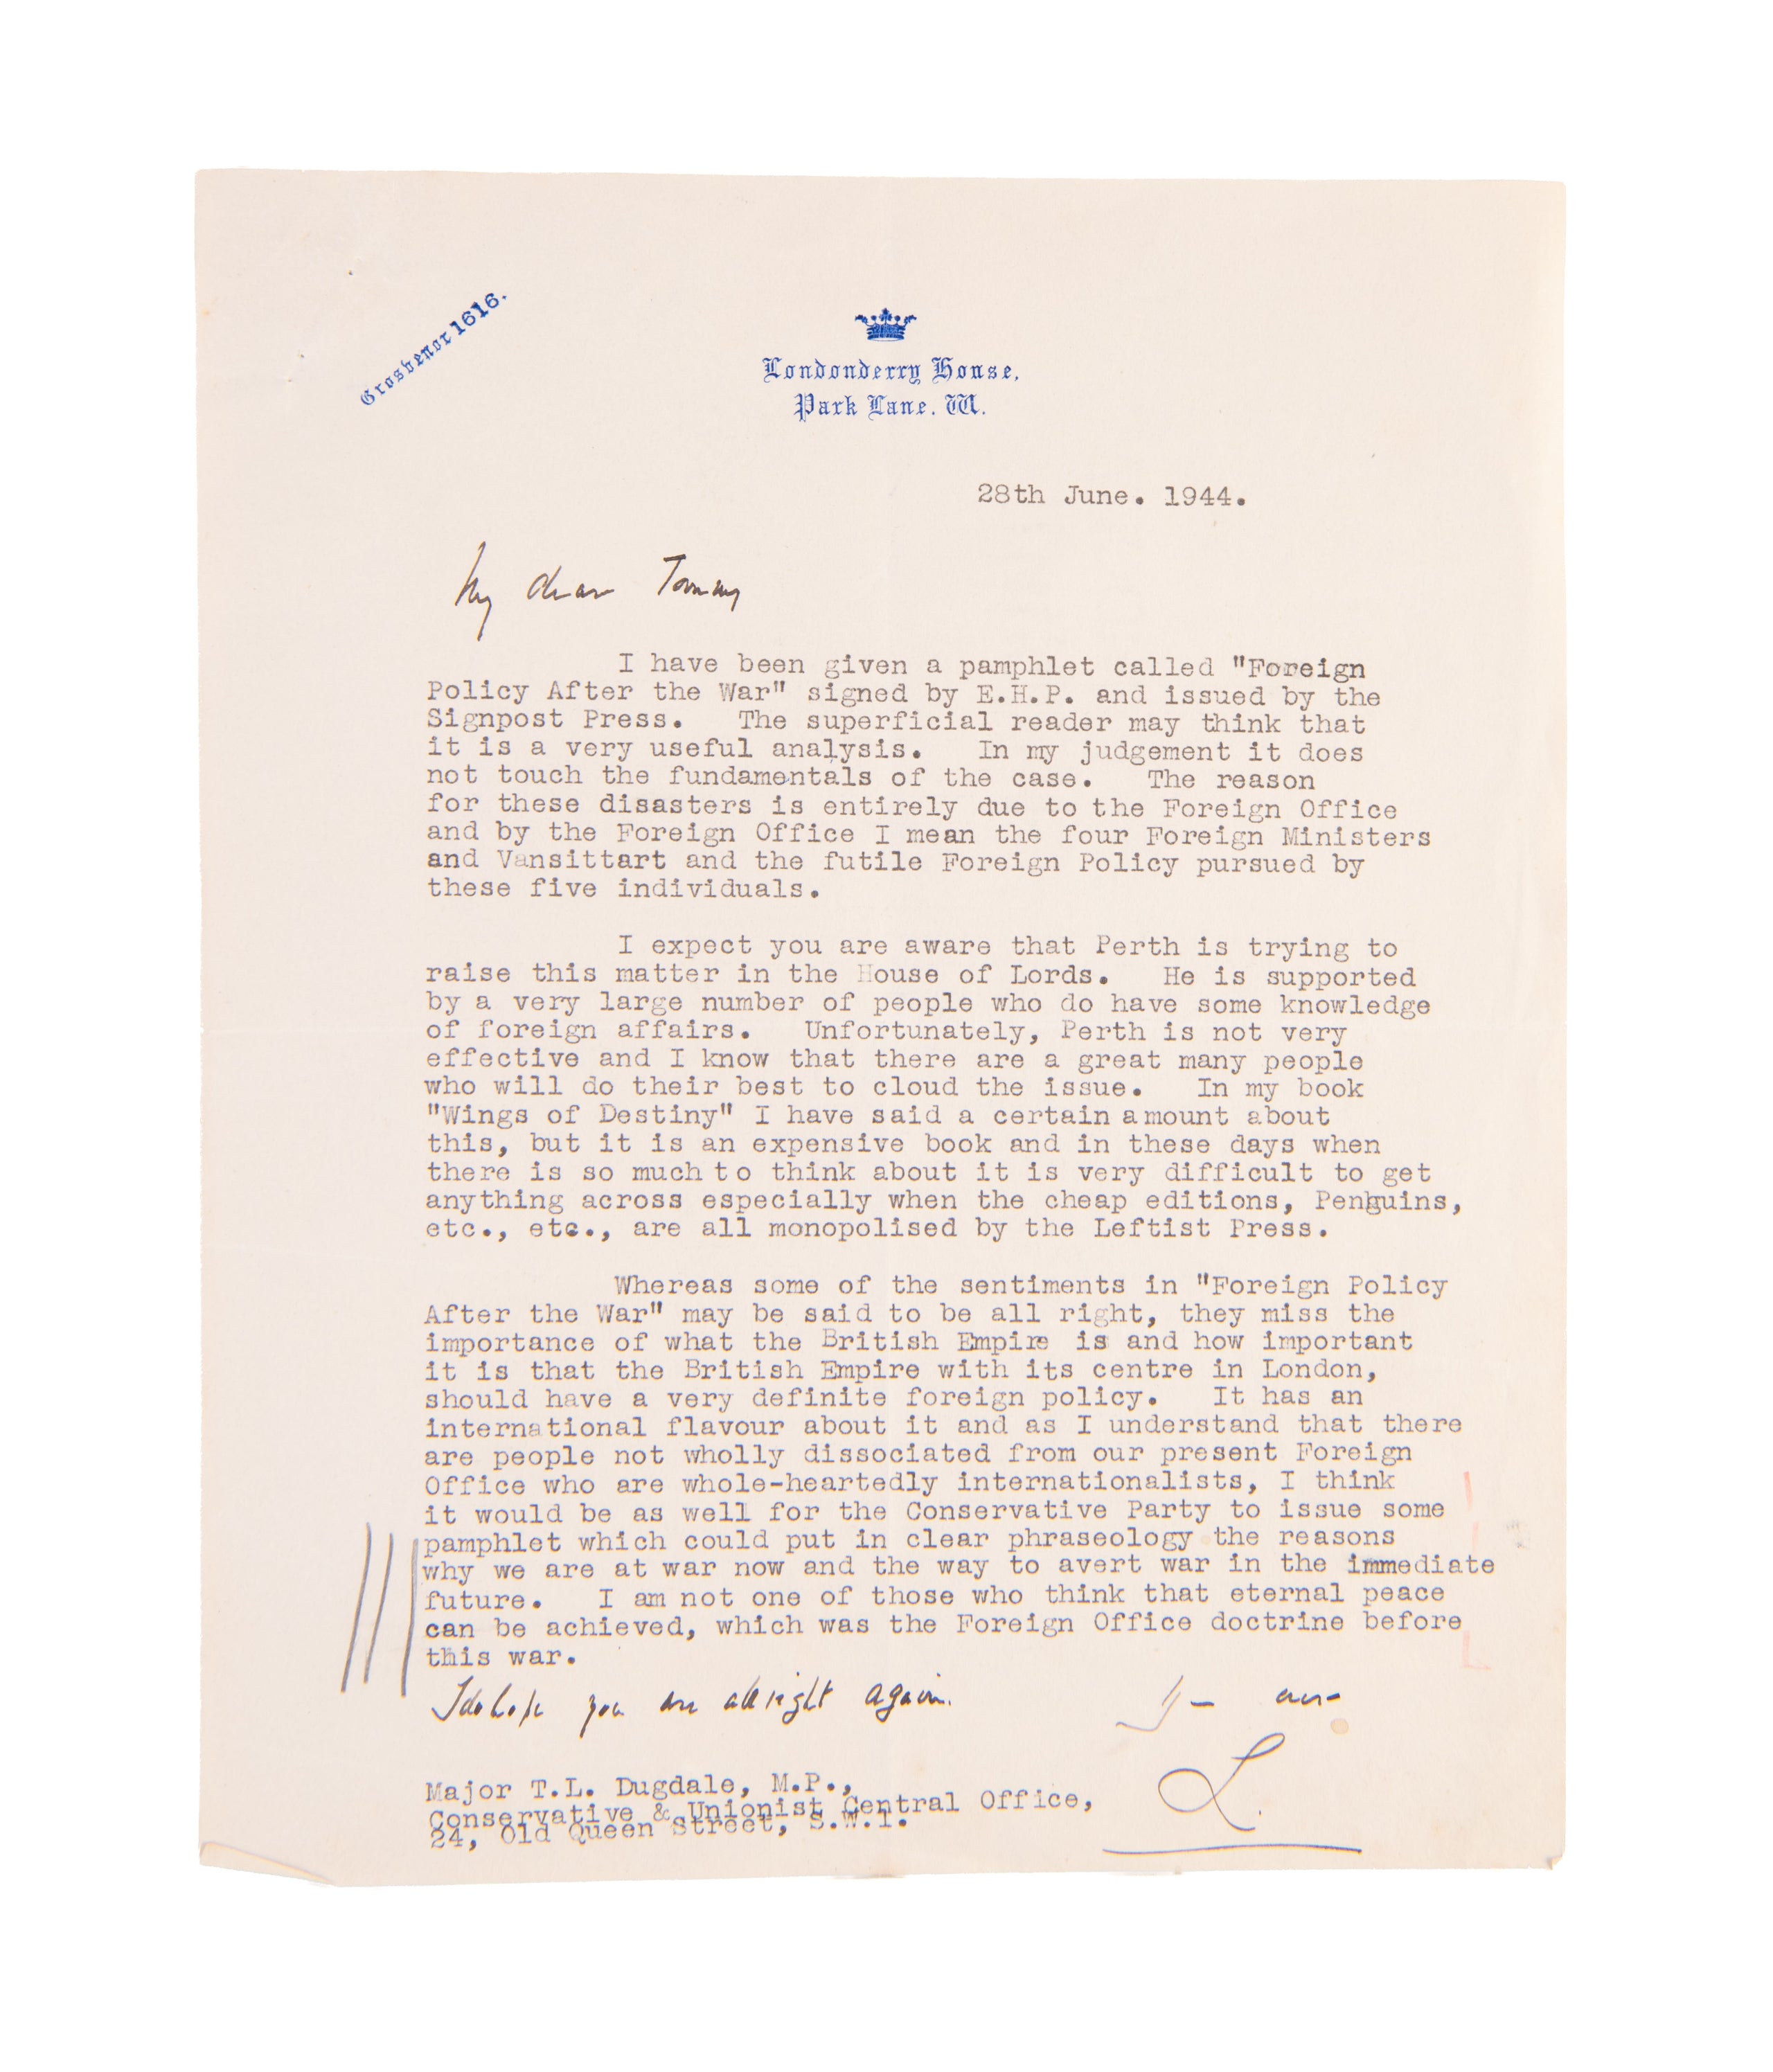 Grosvenor 1616.
Londonderry House,
Park Lane. W.
28th June. 1944.
My dear Tommy
I have been given a pamphlet called "Foreign
Policy After the War" signed by E.H.P. and issued by the
Signpost Press. The superficial reader may think that
it is a very useful analysis. In my judgement it does
not touch the fundamentals of the case. The reason
for these disasters is entirely due to the Foreign Office
and by the Foreign Office I mean the four Foreign Ministers
and Vansittart and the futile Foreign Policy pursued by
these five individuals.
I expect you are aware that Perth is trying to
raise this matter in the House of Lords. He is supported
by a very large number of people who do have some knowledge
of foreign affairs. Unfortunately, Perth is not very
effective and I know that there are a great many people
who will do their best to cloud the issue. In my book
"Wings of Destiny" I have said a certain amount about
this, but it is an expensive book and in these days when
there is so much to think about it is very difficult to get
anything across especially when the cheap editions, Penguins,
etc., etc., are all monopolised by the Leftist Press.
Whereas some of the sentiments in "Foreign Policy
After the War" may be said to be all right, they miss the
importance of what the British Empire is and how important
it is that the British Empire with its centre in London,
should have a very definite foreign policy. It has an
international flavour about it and as I understand that there
are people not wholly dissociated from our present Foreign
Office who are whole-heartedly internationalists, I think
it would be as well for the Conservative Party to issue some
pamphlet which could put in clear phraseology the reasons
why we are at war now and the way to avert war in the immediate
future. I am not one of those who think that eternal peace
can be achieved, which was the Foreign Office doctrine before
this war.
I do hope you are allright again.
L.
Major T.L. Dugdale, M.P.,
Conservative & Unionist Central Office,
24, Old Queen Street, S.W.1.